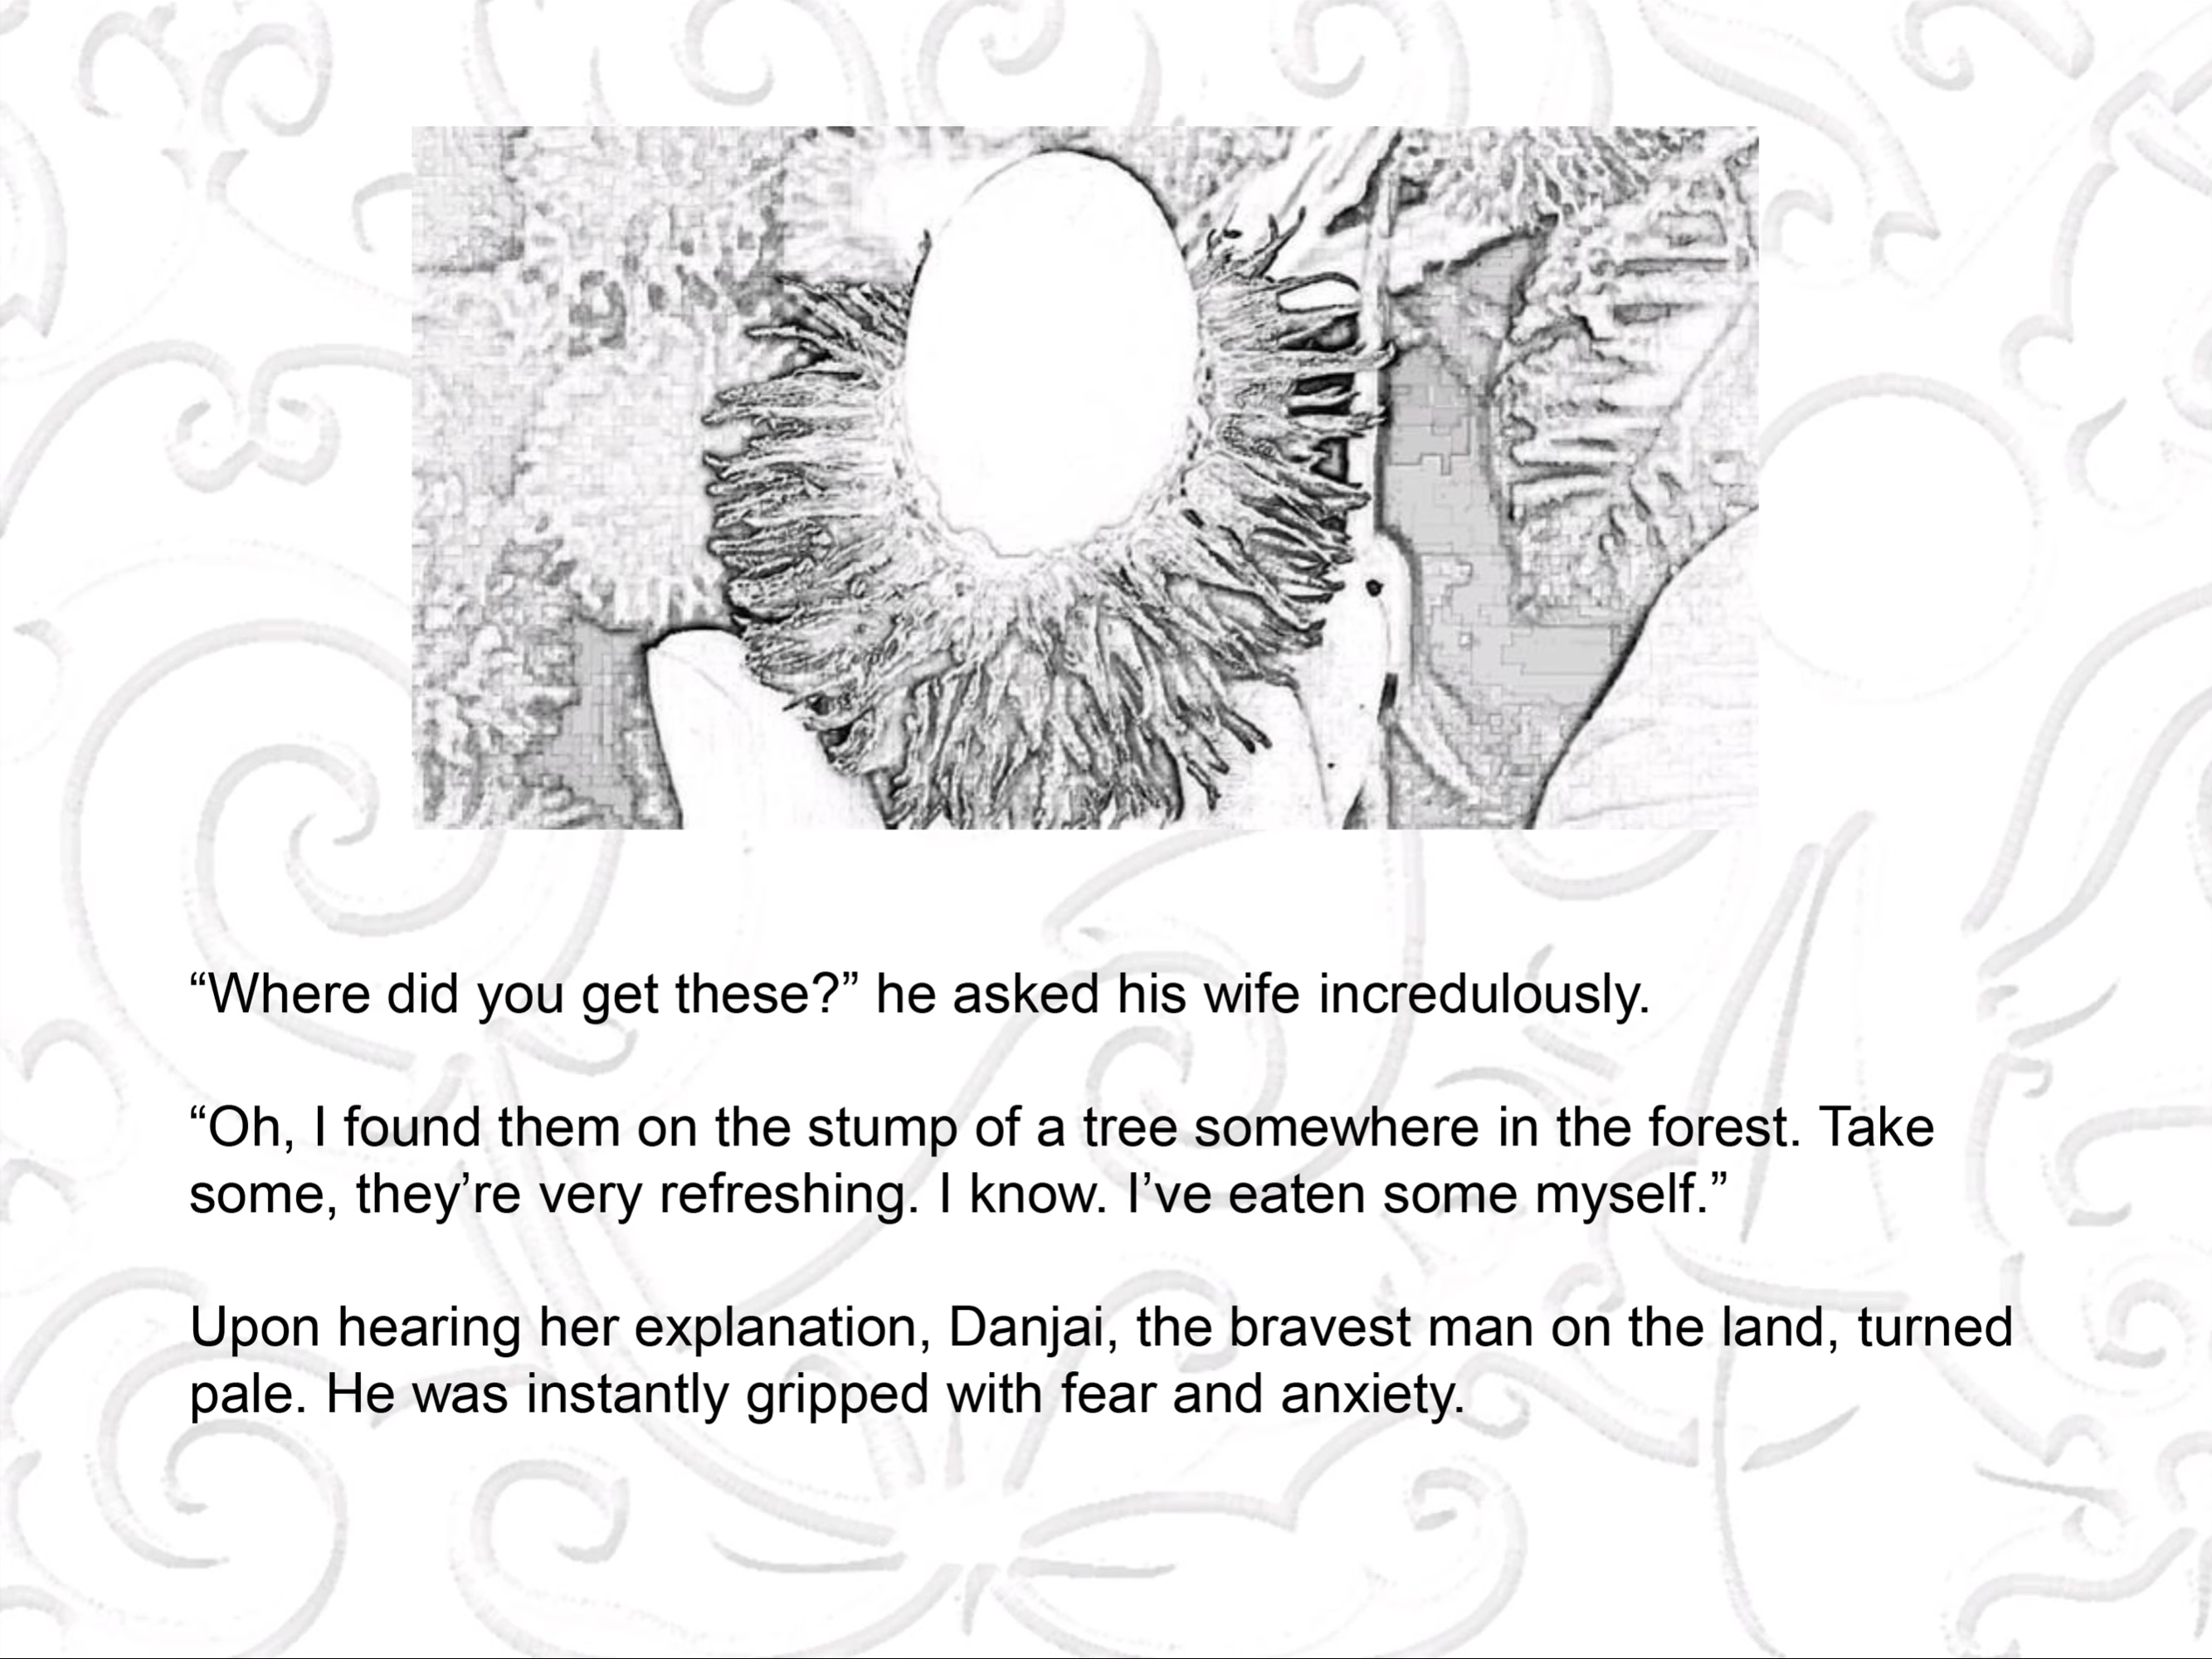 “Where did you get these?” he asked his wife incredulously.
“Oh, I found them on the stump of a tree somewhere in the forest. Take
some, they’re very refreshing. I know. I’ve eaten some myself.”
Upon hearing her explanation, Danjai, the bravest man on the land, turned
pale. He was instantly gripped with fear and anxiety.